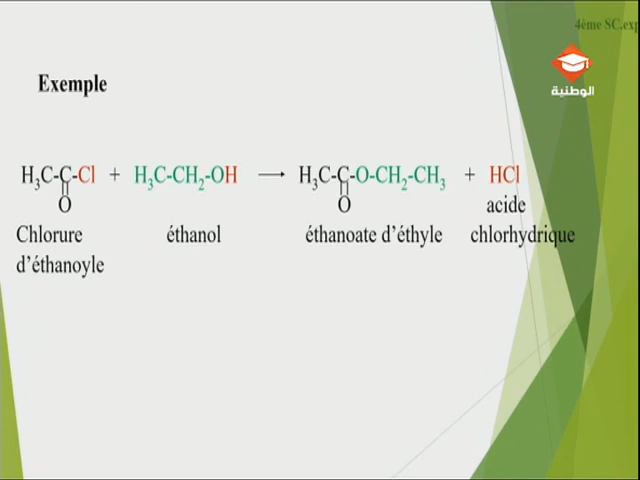 4ème SC.exp
الوطنية
Exemple
H₃C-C-Cl + H₃C-CH₂-OH → H₃C-C-O-CH₂-CH₃ + HCl
O O acide
Chlorure éthanol éthanoate d'éthyle chlorhydrique
d'éthanoyle